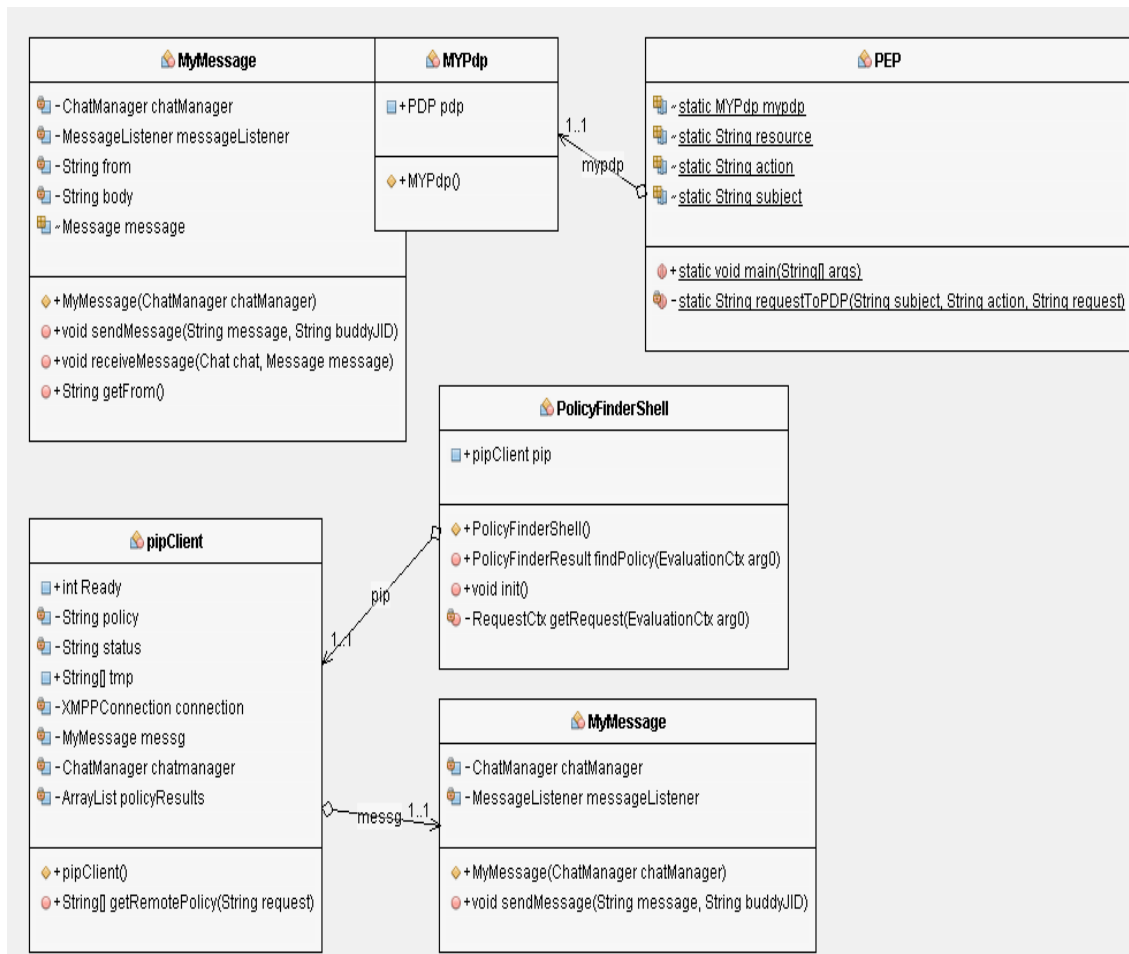 MyMessage
- ChatManager chatManager
- MessageListener messageListener
- String from
- String body
~ Message message
+ MyMessage(ChatManager chatManager)
+ void sendMessage(String message, String buddyJID)
+ void receiveMessage(Chat chat, Message message)
+ String getFrom()
MYPdp
+ PDP pdp
+ MYPdp()
1..1
mypdp
PEP
~ static MYPdp mypdp
~ static String resource
~ static String action
~ static String subject
+ static void main(String[] args)
- static String requestToPDP(String subject, String action, String request)
PolicyFinderShell
+ pipClient pip
+ PolicyFinderShell()
+ PolicyFinderResult findPolicy(EvaluationCtx arg0)
+ void init()
- RequestCtx getRequest(EvaluationCtx arg0)
pip
1..1
pipClient
+ int Ready
- String policy
- String status
+ String[] tmp
- XMPPConnection connection
- MyMessage messg
- ChatManager chatmanager
- ArrayList policyResults
+ pipClient()
+ String[] getRemotePolicy(String request)
messg 1..1
MyMessage
- ChatManager chatManager
- MessageListener messageListener
+ MyMessage(ChatManager chatManager)
+ void sendMessage(String message, String buddyJID)